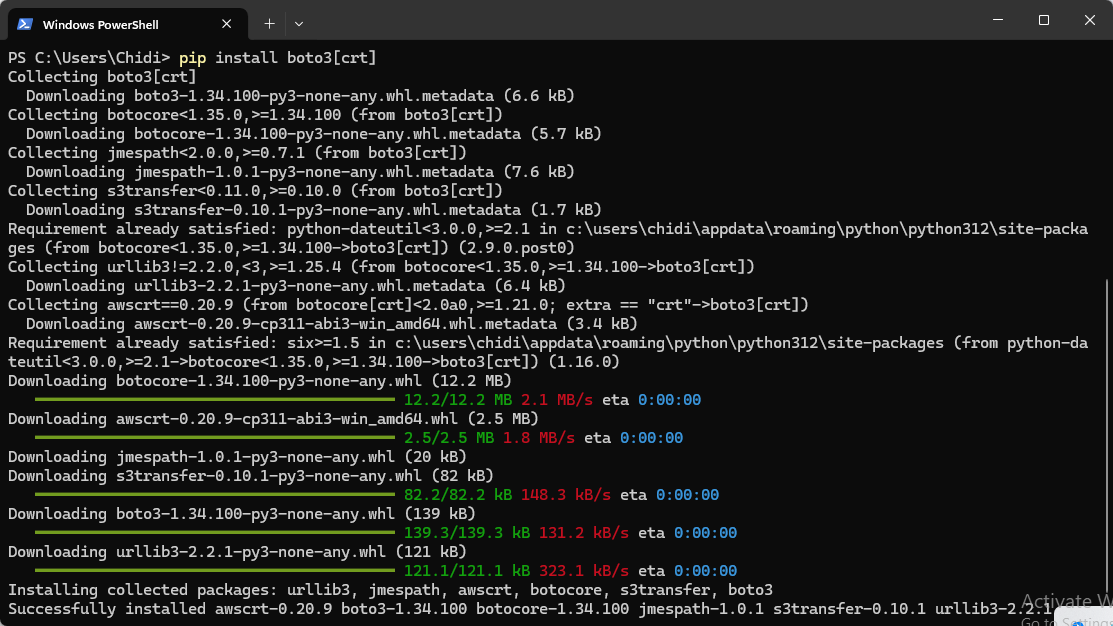 Windows PowerShell
PS C:\Users\Chidi> pip install boto3[crt]
Collecting boto3[crt]
  Downloading boto3-1.34.100-py3-none-any.whl.metadata (6.6 kB)
Collecting botocore<1.35.0,>=1.34.100 (from boto3[crt])
  Downloading botocore-1.34.100-py3-none-any.whl.metadata (5.7 kB)
Collecting jmespath<2.0.0,>=0.7.1 (from boto3[crt])
  Downloading jmespath-1.0.1-py3-none-any.whl.metadata (7.6 kB)
Collecting s3transfer<0.11.0,>=0.10.0 (from boto3[crt])
  Downloading s3transfer-0.10.1-py3-none-any.whl.metadata (1.7 kB)
Requirement already satisfied: python-dateutil<3.0.0,>=2.1 in c:\users\chidi\appdata\roaming\python\python312\site-packa
ges (from botocore<1.35.0,>=1.34.100->boto3[crt]) (2.9.0.post0)
Collecting urllib3!=2.2.0,<3,>=1.25.4 (from botocore<1.35.0,>=1.34.100->boto3[crt])
  Downloading urllib3-2.2.1-py3-none-any.whl.metadata (6.4 kB)
Collecting awscrt==0.20.9 (from botocore[crt]<2.0a0,>=1.21.0; extra == "crt"->boto3[crt])
  Downloading awscrt-0.20.9-cp311-abi3-win_amd64.whl.metadata (3.4 kB)
Requirement already satisfied: six>=1.5 in c:\users\chidi\appdata\roaming\python\python312\site-packages (from python-da
teutil<3.0.0,>=2.1->botocore<1.35.0,>=1.34.100->boto3[crt]) (1.16.0)
Downloading botocore-1.34.100-py3-none-any.whl (12.2 MB)
12.2/12.2 MB 2.1 MB/s eta 0:00:00
Downloading awscrt-0.20.9-cp311-abi3-win_amd64.whl (2.5 MB)
2.5/2.5 MB 1.8 MB/s eta 0:00:00
Downloading jmespath-1.0.1-py3-none-any.whl (20 kB)
Downloading s3transfer-0.10.1-py3-none-any.whl (82 kB)
82.2/82.2 kB 148.3 kB/s eta 0:00:00
Downloading boto3-1.34.100-py3-none-any.whl (139 kB)
139.3/139.3 kB 131.2 kB/s eta 0:00:00
Downloading urllib3-2.2.1-py3-none-any.whl (121 kB)
121.1/121.1 kB 323.1 kB/s eta 0:00:00
Installing collected packages: urllib3, jmespath, awscrt, botocore, s3transfer, boto3
Successfully installed awscrt-0.20.9 boto3-1.34.100 botocore-1.34.100 jmespath-1.0.1 s3transfer-0.10.1 urllib3-2.2.1
Activate W
Go to Settings